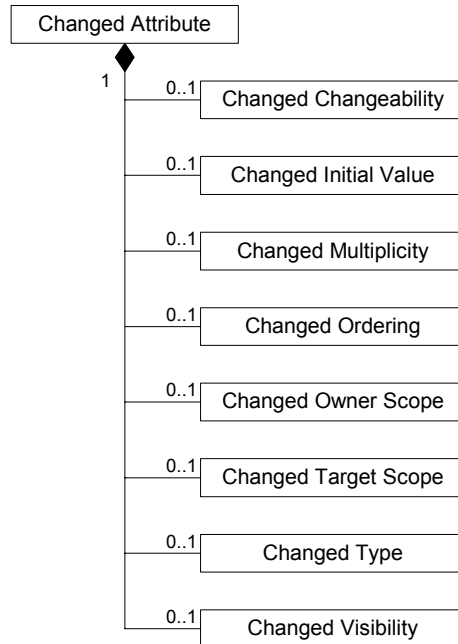 Changed Attribute
1
0..1
Changed Changeability
0..1
Changed Initial Value
0..1
Changed Multiplicity
0..1
Changed Ordering
0..1
Changed Owner Scope
0..1
Changed Target Scope
0..1
Changed Type
0..1
Changed Visibility